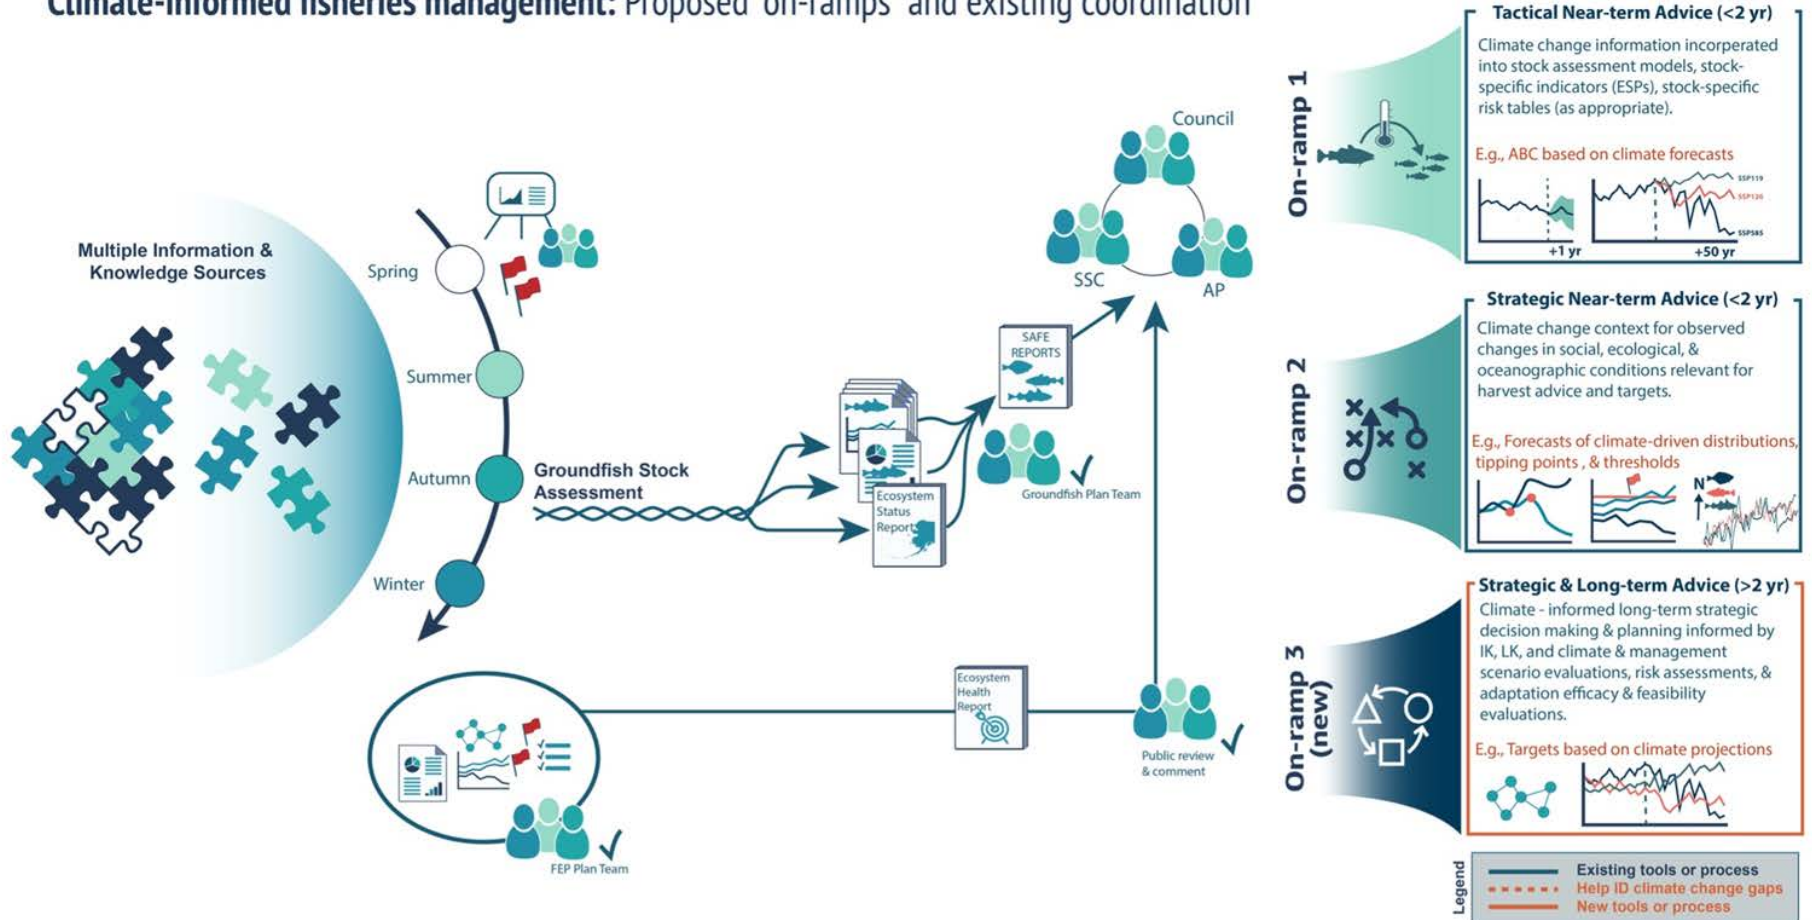 Climate-informed fisheries management: Proposed 'on-ramps' and existing coordination
Multiple Information &
Knowledge Sources
Spring
Summer
Autumn
Winter
Groundfish Stock
Assessment
Ecosystem
Status
Report
SAFE
REPORTS
Groundfish Plan Team
Council
SSC
AP
Ecosystem
Health
Report
Public review
& comment
FEP Plan Team
On-ramp 1
Tactical Near-term Advice (<2 yr)
Climate change information incorperated
into stock assessment models, stock-
specific indicators (ESPs), stock-specific
risk tables (as appropriate).
E.g., ABC based on climate forecasts
+1 yr
SSP119
SSP126
SSP585
+50 yr
On-ramp 2
Strategic Near-term Advice (<2 yr)
Climate change context for observed
changes in social, ecological, &
oceanographic conditions relevant for
harvest advice and targets.
E.g., Forecasts of climate-driven distributions,
tipping points , & thresholds
N
On-ramp 3
(new)
Strategic & Long-term Advice (>2 yr)
Climate - informed long-term strategic
decision making & planning informed by
IK, LK, and climate & management
scenario evaluations, risk assessments, &
adaptation efficacy & feasibility
evaluations.
E.g., Targets based on climate projections
Legend
Existing tools or process
Help ID climate change gaps
New tools or process